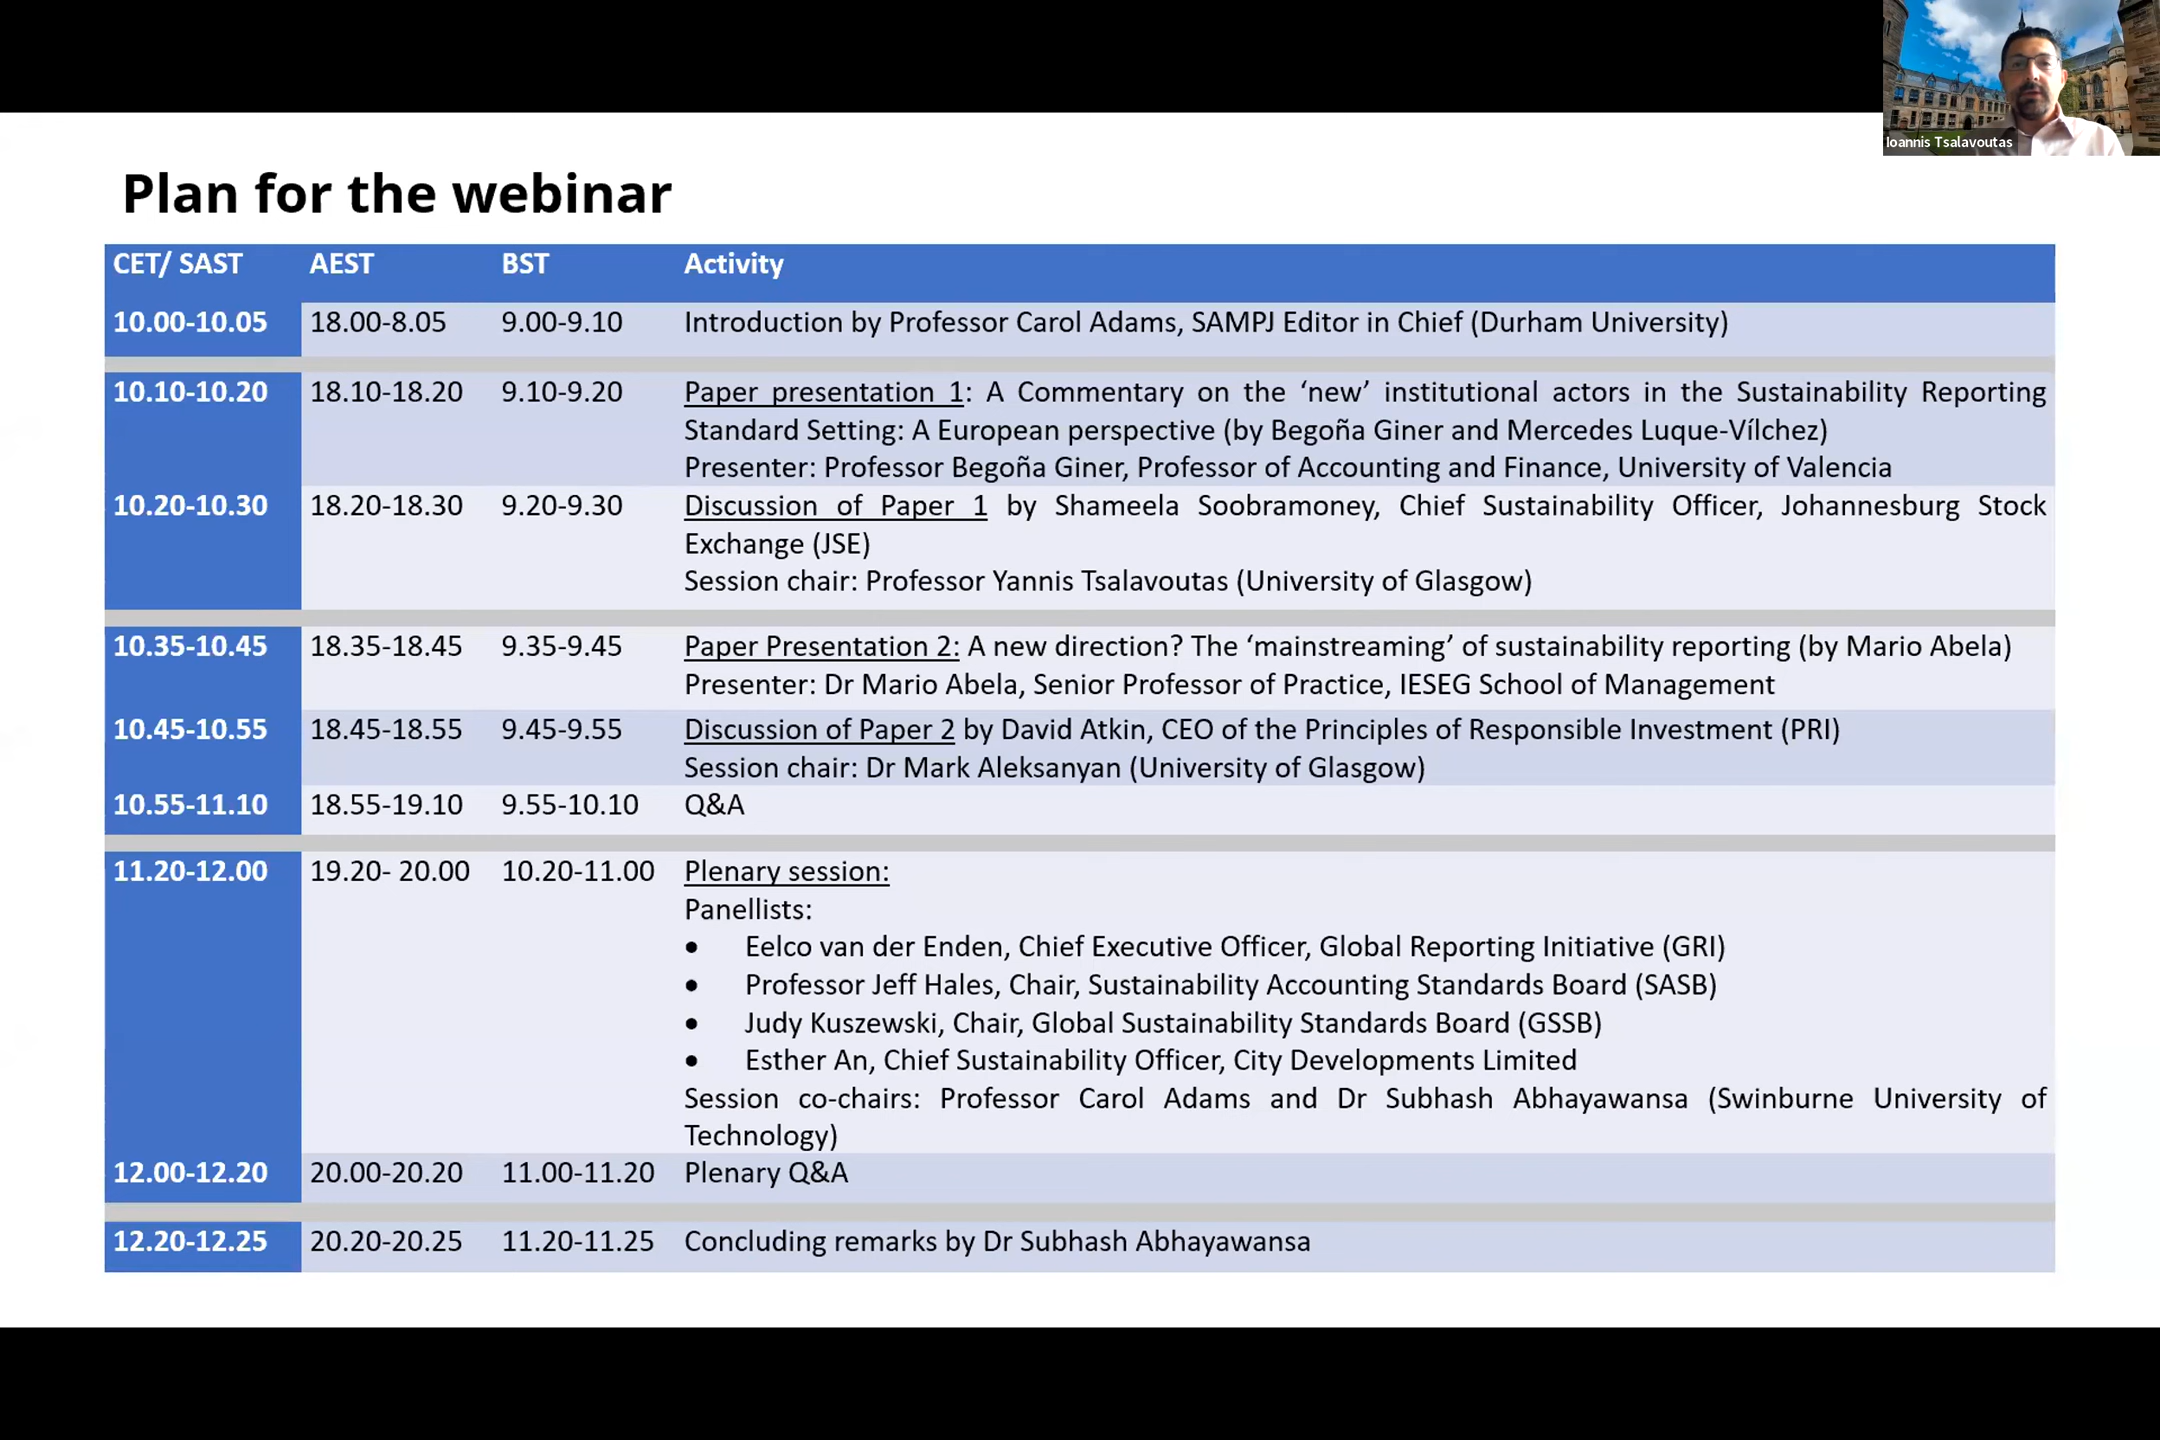 Ioannis Tsalavoutas
Plan for the webinar
CET/ SAST AEST BST Activity
10.00-10.05 18.00-8.05 9.00-9.10 Introduction by Professor Carol Adams, SAMPJ Editor in Chief (Durham University)
10.10-10.20 18.10-18.20 9.10-9.20 Paper presentation 1: A Commentary on the ‘new’ institutional actors in the Sustainability Reporting
Standard Setting: A European perspective (by Begoña Giner and Mercedes Luque-Vílchez)
Presenter: Professor Begoña Giner, Professor of Accounting and Finance, University of Valencia
10.20-10.30 18.20-18.30 9.20-9.30 Discussion of Paper 1 by Shameela Soobramoney, Chief Sustainability Officer, Johannesburg Stock
Exchange (JSE)
Session chair: Professor Yannis Tsalavoutas (University of Glasgow)
10.35-10.45 18.35-18.45 9.35-9.45 Paper Presentation 2: A new direction? The ‘mainstreaming’ of sustainability reporting (by Mario Abela)
Presenter: Dr Mario Abela, Senior Professor of Practice, IESEG School of Management
10.45-10.55 18.45-18.55 9.45-9.55 Discussion of Paper 2 by David Atkin, CEO of the Principles of Responsible Investment (PRI)
Session chair: Dr Mark Aleksanyan (University of Glasgow)
10.55-11.10 18.55-19.10 9.55-10.10 Q&A
11.20-12.00 19.20- 20.00 10.20-11.00 Plenary session:
Panellists:
• Eelco van der Enden, Chief Executive Officer, Global Reporting Initiative (GRI)
• Professor Jeff Hales, Chair, Sustainability Accounting Standards Board (SASB)
• Judy Kuszewski, Chair, Global Sustainability Standards Board (GSSB)
• Esther An, Chief Sustainability Officer, City Developments Limited
Session co-chairs: Professor Carol Adams and Dr Subhash Abhayawansa (Swinburne University of
Technology)
12.00-12.20 20.00-20.20 11.00-11.20 Plenary Q&A
12.20-12.25 20.20-20.25 11.20-11.25 Concluding remarks by Dr Subhash Abhayawansa